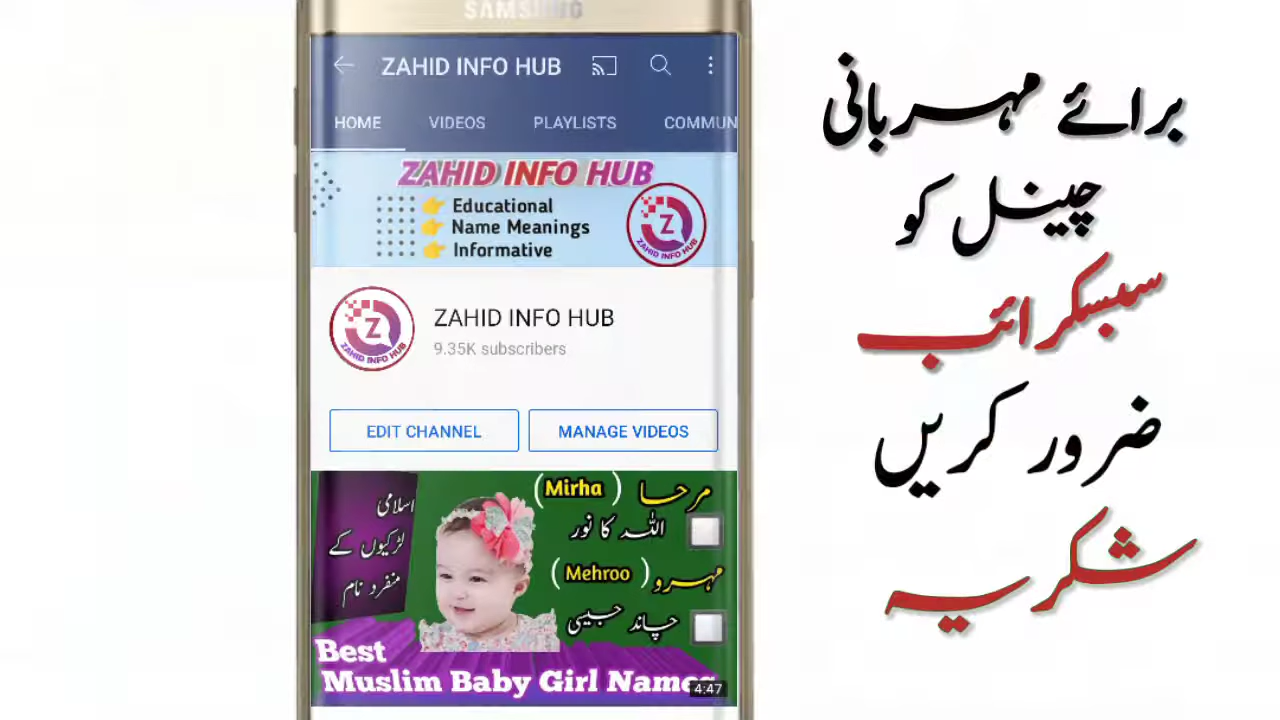 SAMSUNG
ZAHID INFO HUB
HOME VIDEOS PLAYLISTS COMMUN
ZAHID INFO HUB
👉 Educational
👉 Name Meanings
👉 Informative
Z
ZAHID INFO HUB
Z
ZAHID INFO HUB
ZAHID INFO HUB
9.35K subscribers
EDIT CHANNEL MANAGE VIDEOS
اسلامی
لڑکیوں کے
منفرد نام
مرحا (Mirha)
اللہ کا نور
مہرو (Mehroo)
چاند جیسی
Best
Muslim Baby Girl Names
4:47
برائے مہربانی
چینل کو
سبسکرائب
ضرور کریں
شکریہ